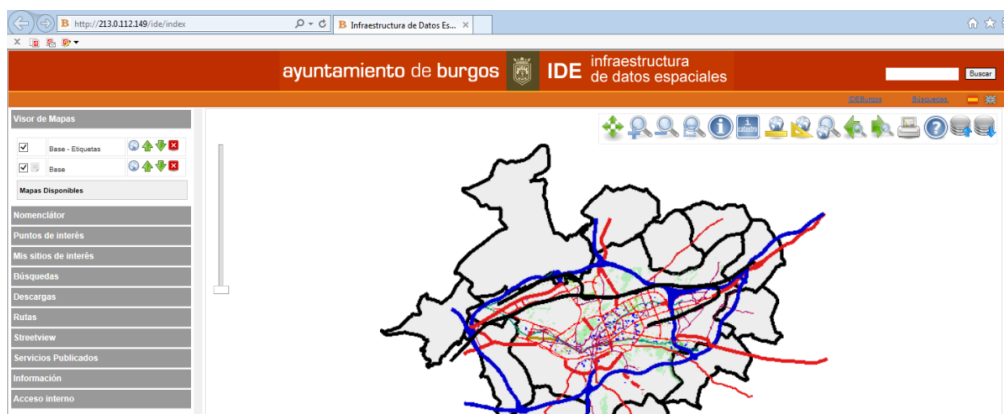 http://213.0.112.149/ide/index
Infraestructura de Datos Es...
ayuntamiento de burgos
IDE infraestructura
de datos espaciales
Buscar
IDEBurgos Búsquedas
Visor de Mapas
Base - Etiquetas
Base
Mapas Disponibles
Nomenclátor
Puntos de interés
Mis sitios de interés
Búsquedas
Descargas
Rutas
Streetview
Servicios Publicados
Información
Acceso interno
catastro